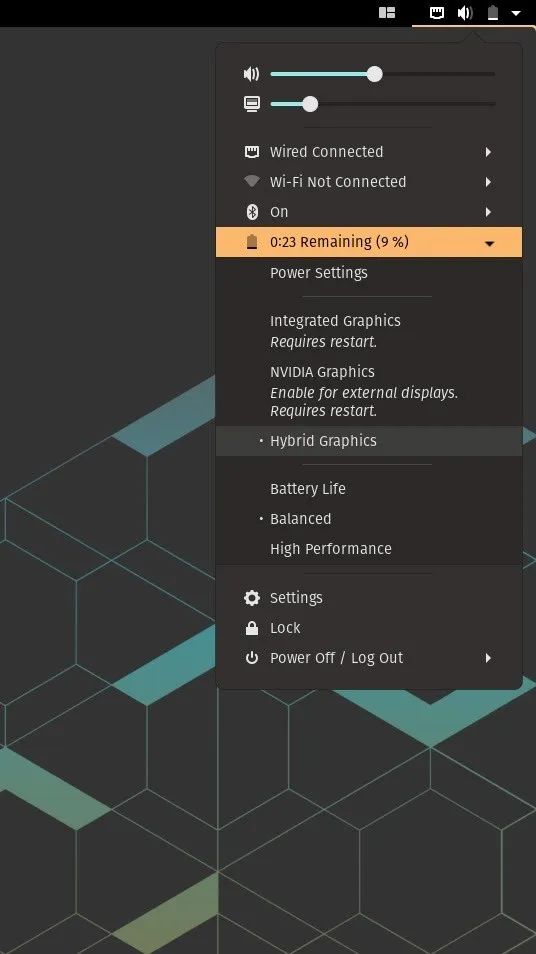 Wired Connected
Wi-Fi Not Connected
On
0:23 Remaining (9 %)
Power Settings
Integrated Graphics
Requires restart.
NVIDIA Graphics
Enable for external displays.
Requires restart.
• Hybrid Graphics
Battery Life
• Balanced
High Performance
Settings
Lock
Power Off / Log Out